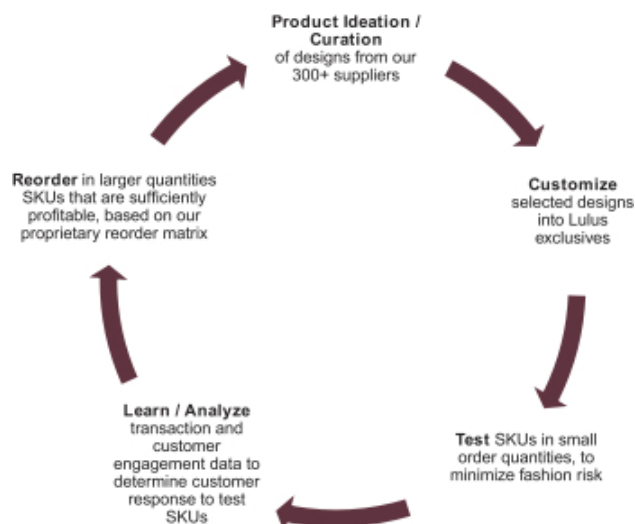 Product Ideation /
Curation
of designs from our
300+ suppliers
Customize
selected designs
into Lulus
exclusives
Test SKUs in small
order quantities, to
minimize fashion risk
Learn / Analyze
transaction and
customer
engagement data to
determine customer
response to test
SKUs
Reorder in larger quantities
SKUs that are sufficiently
profitable, based on our
proprietary reorder matrix